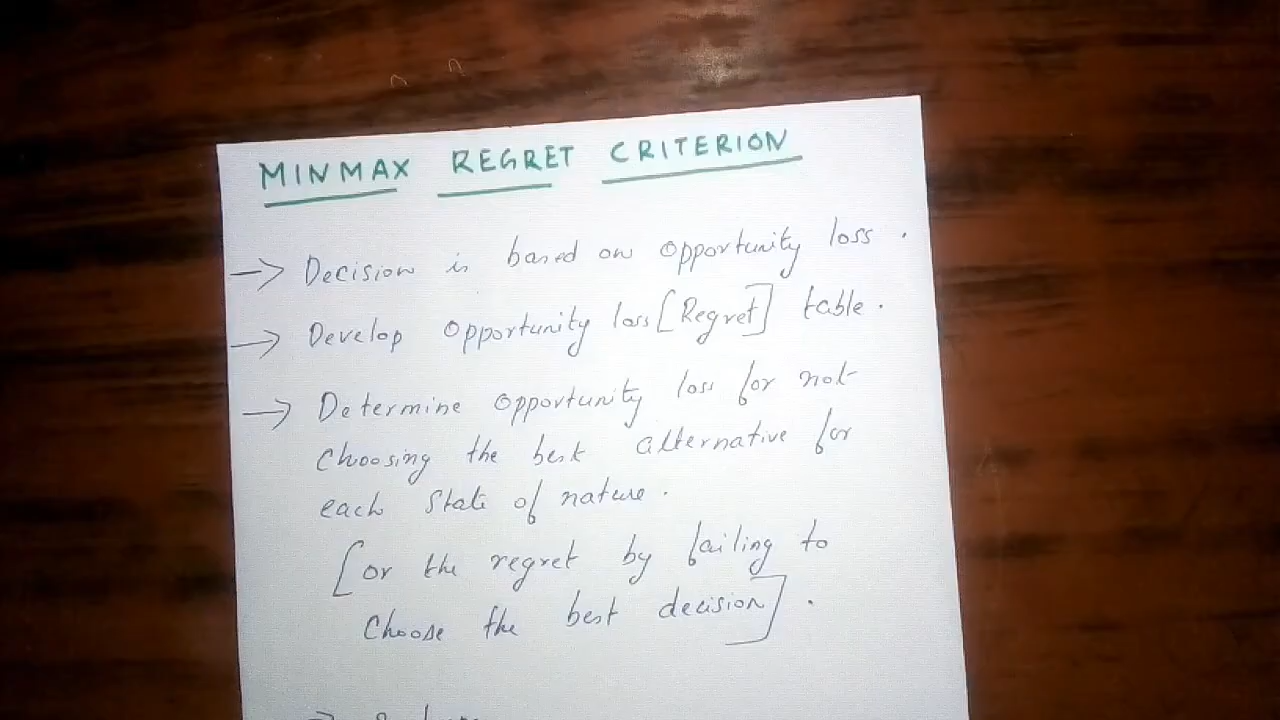 MINMAX REGRET CRITERION
→ Decision is based on opportunity loss.
→ Develop opportunity loss [Regret] table.
→ Determine opportunity loss for not
choosing the best alternative for
each state of nature.
[or the regret by failing to
choose the best decision].
→